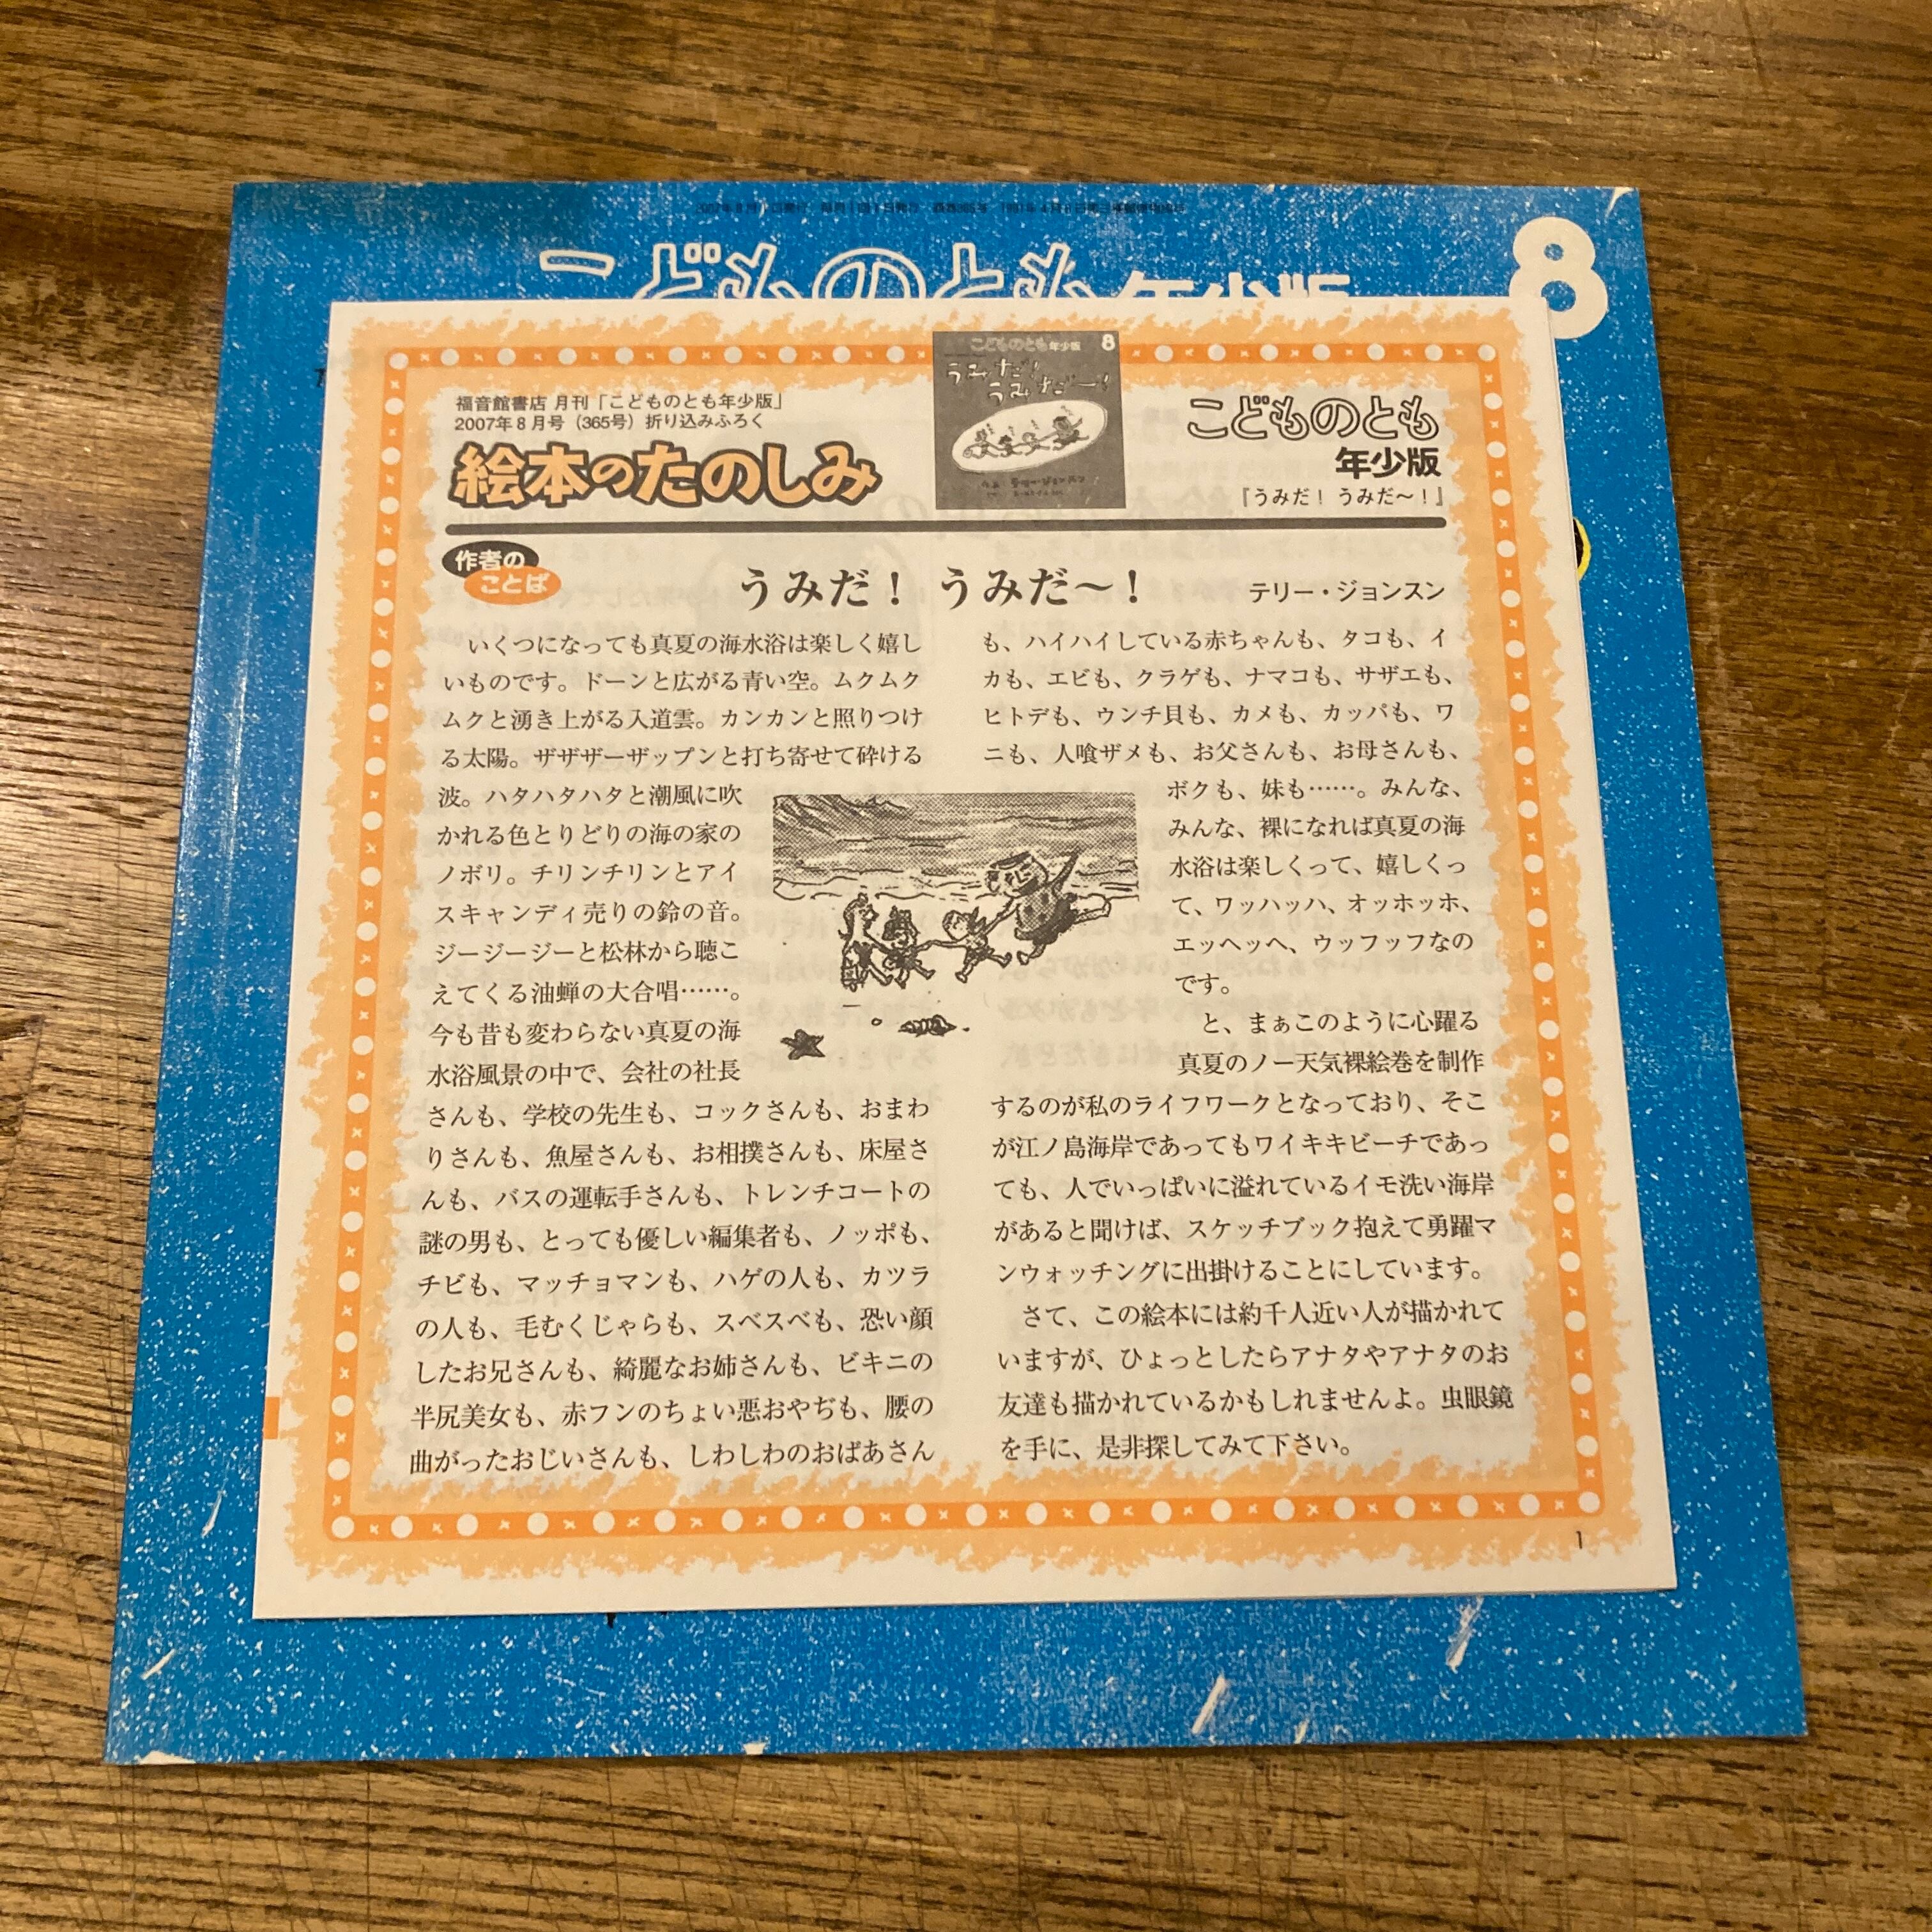 こどものとも年少版
8
福音館書店 月刊「こどものとも年少版」
2007年8月号（365号）折り込みふろく
絵本のたのしみ
こどものとも年少版 8
うみだ！
うみだ〜！
こどものとも
年少版
『うみだ！ うみだ〜！』
作者の
ことば
うみだ！ うみだ〜！
テリー・ジョンスン
いくつになっても真夏の海水浴は楽しく嬉し
いものです。ドーンと広がる青い空。ムクムク
ムクと湧き上がる入道雲。カンカンと照りつけ
る太陽。ザザザーザップンと打ち寄せて砕ける
波。ハタハタハタと潮風に吹
かれる色とりどりの海の家の
ノボリ。チリンチリンとアイ
スキャンディ売りの鈴の音。
ジージージーと松林から聴こ
えてくる油蝉の大合唱……。
今も昔も変わらない真夏の海
水浴風景の中で、会社の社長
さんも、学校の先生も、コックさんも、おまわ
りさんも、魚屋さんも、お相撲さんも、床屋さ
んも、バスの運転手さんも、トレンチコートの
謎の男も、とっても優しい編集者も、ノッポも、
チビも、マッチョマンも、ハゲの人も、カツラ
の人も、毛むくじゃらも、スベスベも、恐い顔
したお兄さんも、綺麗なお姉さんも、ビキニの
半尻美女も、赤フンのちょい悪おやぢも、腰の
曲がったおじいさんも、しわしわのおばあさん
も、ハイハイしている赤ちゃんも、タコも、イ
カも、エビも、クラゲも、ナマコも、サザエも、
ヒトデも、ウンチ貝も、カメも、カッパも、ワ
ニも、人喰ザメも、お父さんも、お母さんも、
ボクも、妹も……。みんな、
みんな、裸になれば真夏の海
水浴は楽しくって、嬉しくっ
て、ワッハッハ、オッホッホ、
エッヘッヘ、ウッフッフなの
です。
と、まぁこのように心躍る
真夏のノー天気裸絵巻を制作
するのが私のライフワークとなっており、そこ
が江ノ島海岸であってもワイキキビーチであっ
ても、人でいっぱいに溢れているイモ洗い海岸
があると聞けば、スケッチブック抱えて勇躍マ
ンウォッチングに出掛けることにしています。
さて、この絵本には約千人近い人が描かれて
いますが、ひょっとしたらアナタやアナタのお
友達も描かれているかもしれませんよ。虫眼鏡
を手に、是非探してみて下さい。
1